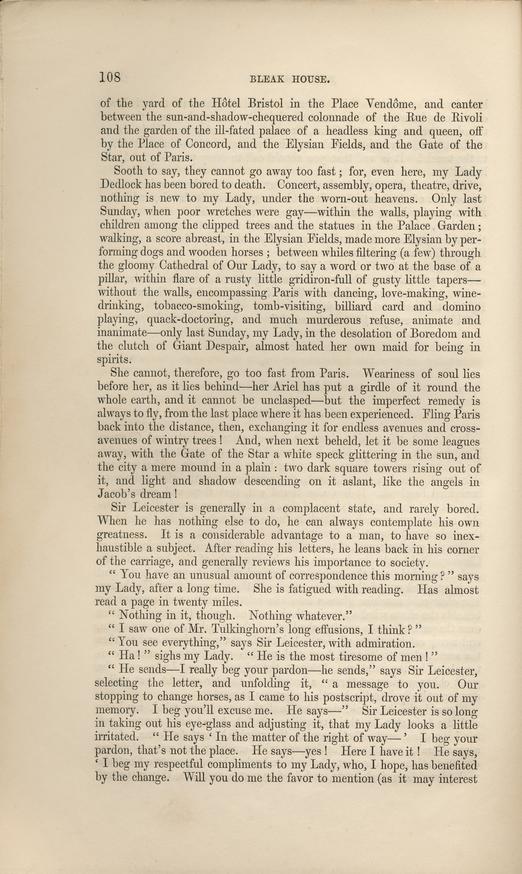 108 BLEAK HOUSE.
of the yard of the Hôtel Bristol in the Place Vendôme, and canter
between the sun-and-shadow-chequered colonnade of the Rue de Rivoli
and the garden of the ill-fated palace of a headless king and queen, off
by the Place of Concord, and the Elysian Fields, and the Gate of the
Star, out of Paris.
Sooth to say, they cannot go away too fast; for, even here, my Lady
Dedlock has been bored to death. Concert, assembly, opera, theatre, drive,
nothing is new to my Lady, under the worn-out heavens. Only last
Sunday, when poor wretches were gay—within the walls, playing with
children among the clipped trees and the statues in the Palace Garden;
walking, a score abreast, in the Elysian Fields, made more Elysian by per-
forming dogs and wooden horses; between whiles filtering (a few) through
the gloomy Cathedral of Our Lady, to say a word or two at the base of a
pillar, within flare of a rusty little gridiron-full of gusty little tapers—
without the walls, encompassing Paris with dancing, love-making, wine-
drinking, tobacco-smoking, tomb-visiting, billiard card and domino
playing, quack-doctoring, and much murderous refuse, animate and
inanimate—only last Sunday, my Lady, in the desolation of Boredom and
the clutch of Giant Despair, almost hated her own maid for being in
spirits.
She cannot, therefore, go too fast from Paris. Weariness of soul lies
before her, as it lies behind—her Ariel has put a girdle of it round the
whole earth, and it cannot be unclasped—but the imperfect remedy is
always to fly, from the last place where it has been experienced. Fling Paris
back into the distance, then, exchanging it for endless avenues and cross-
avenues of wintry trees! And, when next beheld, let it be some leagues
away, with the Gate of the Star a white speck glittering in the sun, and
the city a mere mound in a plain: two dark square towers rising out of
it, and light and shadow descending on it aslant, like the angels in
Jacob's dream!
Sir Leicester is generally in a complacent state, and rarely bored.
When he has nothing else to do, he can always contemplate his own
greatness. It is a considerable advantage to a man, to have so inex-
haustible a subject. After reading his letters, he leans back in his corner
of the carriage, and generally reviews his importance to society.
"You have an unusual amount of correspondence this morning?" says
my Lady, after a long time. She is fatigued with reading. Has almost
read a page in twenty miles.
"Nothing in it, though. Nothing whatever."
"I saw one of Mr. Tulkinghorn's long effusions, I think?"
"You see everything," says Sir Leicester, with admiration.
"Ha!" sighs my Lady. "He is the most tiresome of men!"
"He sends—I really beg your pardon—he sends," says Sir Leicester,
selecting the letter, and unfolding it, "a message to you. Our
stopping to change horses, as I came to his postscript, drove it out of my
memory. I beg you'll excuse me. He says—" Sir Leicester is so long
in taking out his eye-glass and adjusting it, that my Lady looks a little
irritated. "He says 'In the matter of the right of way—' I beg your
pardon, that's not the place. He says—yes! Here I have it! He says,
'I beg my respectful compliments to my Lady, who, I hope, has benefited
by the change. Will you do me the favor to mention (as it may interest